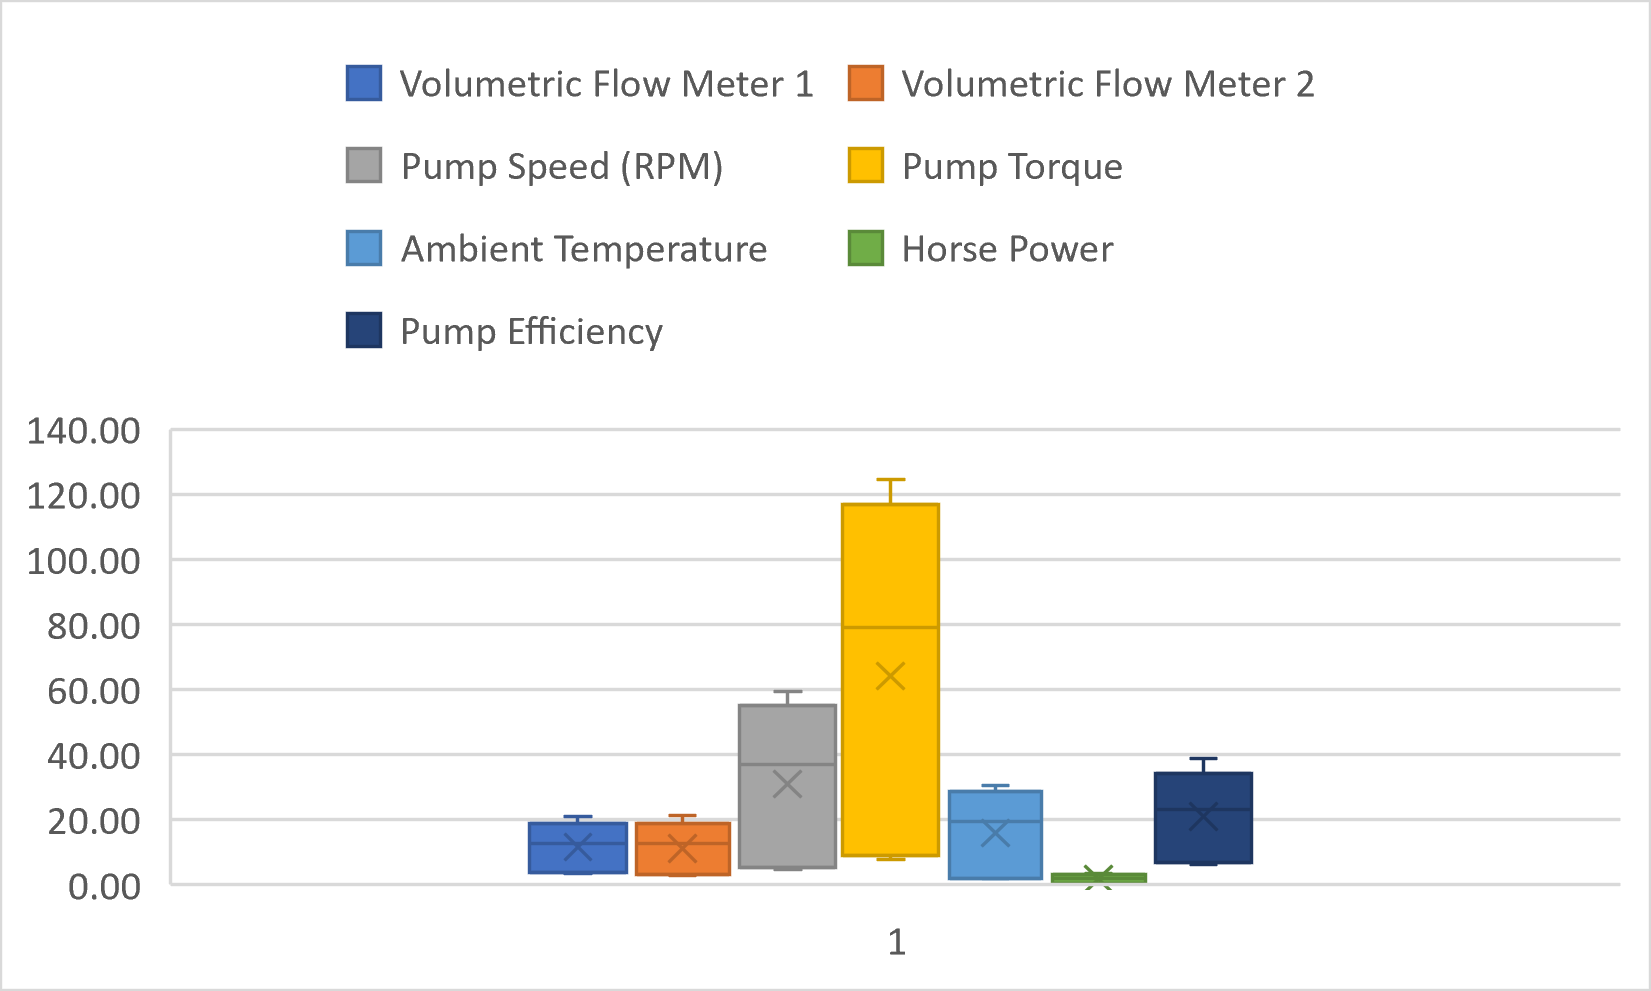 Volumetric Flow Meter 1 Volumetric Flow Meter 2
Pump Speed (RPM) Pump Torque
Ambient Temperature Horse Power
Pump Efficiency
140.00
120.00
100.00
80.00
60.00
40.00
20.00
0.00
1